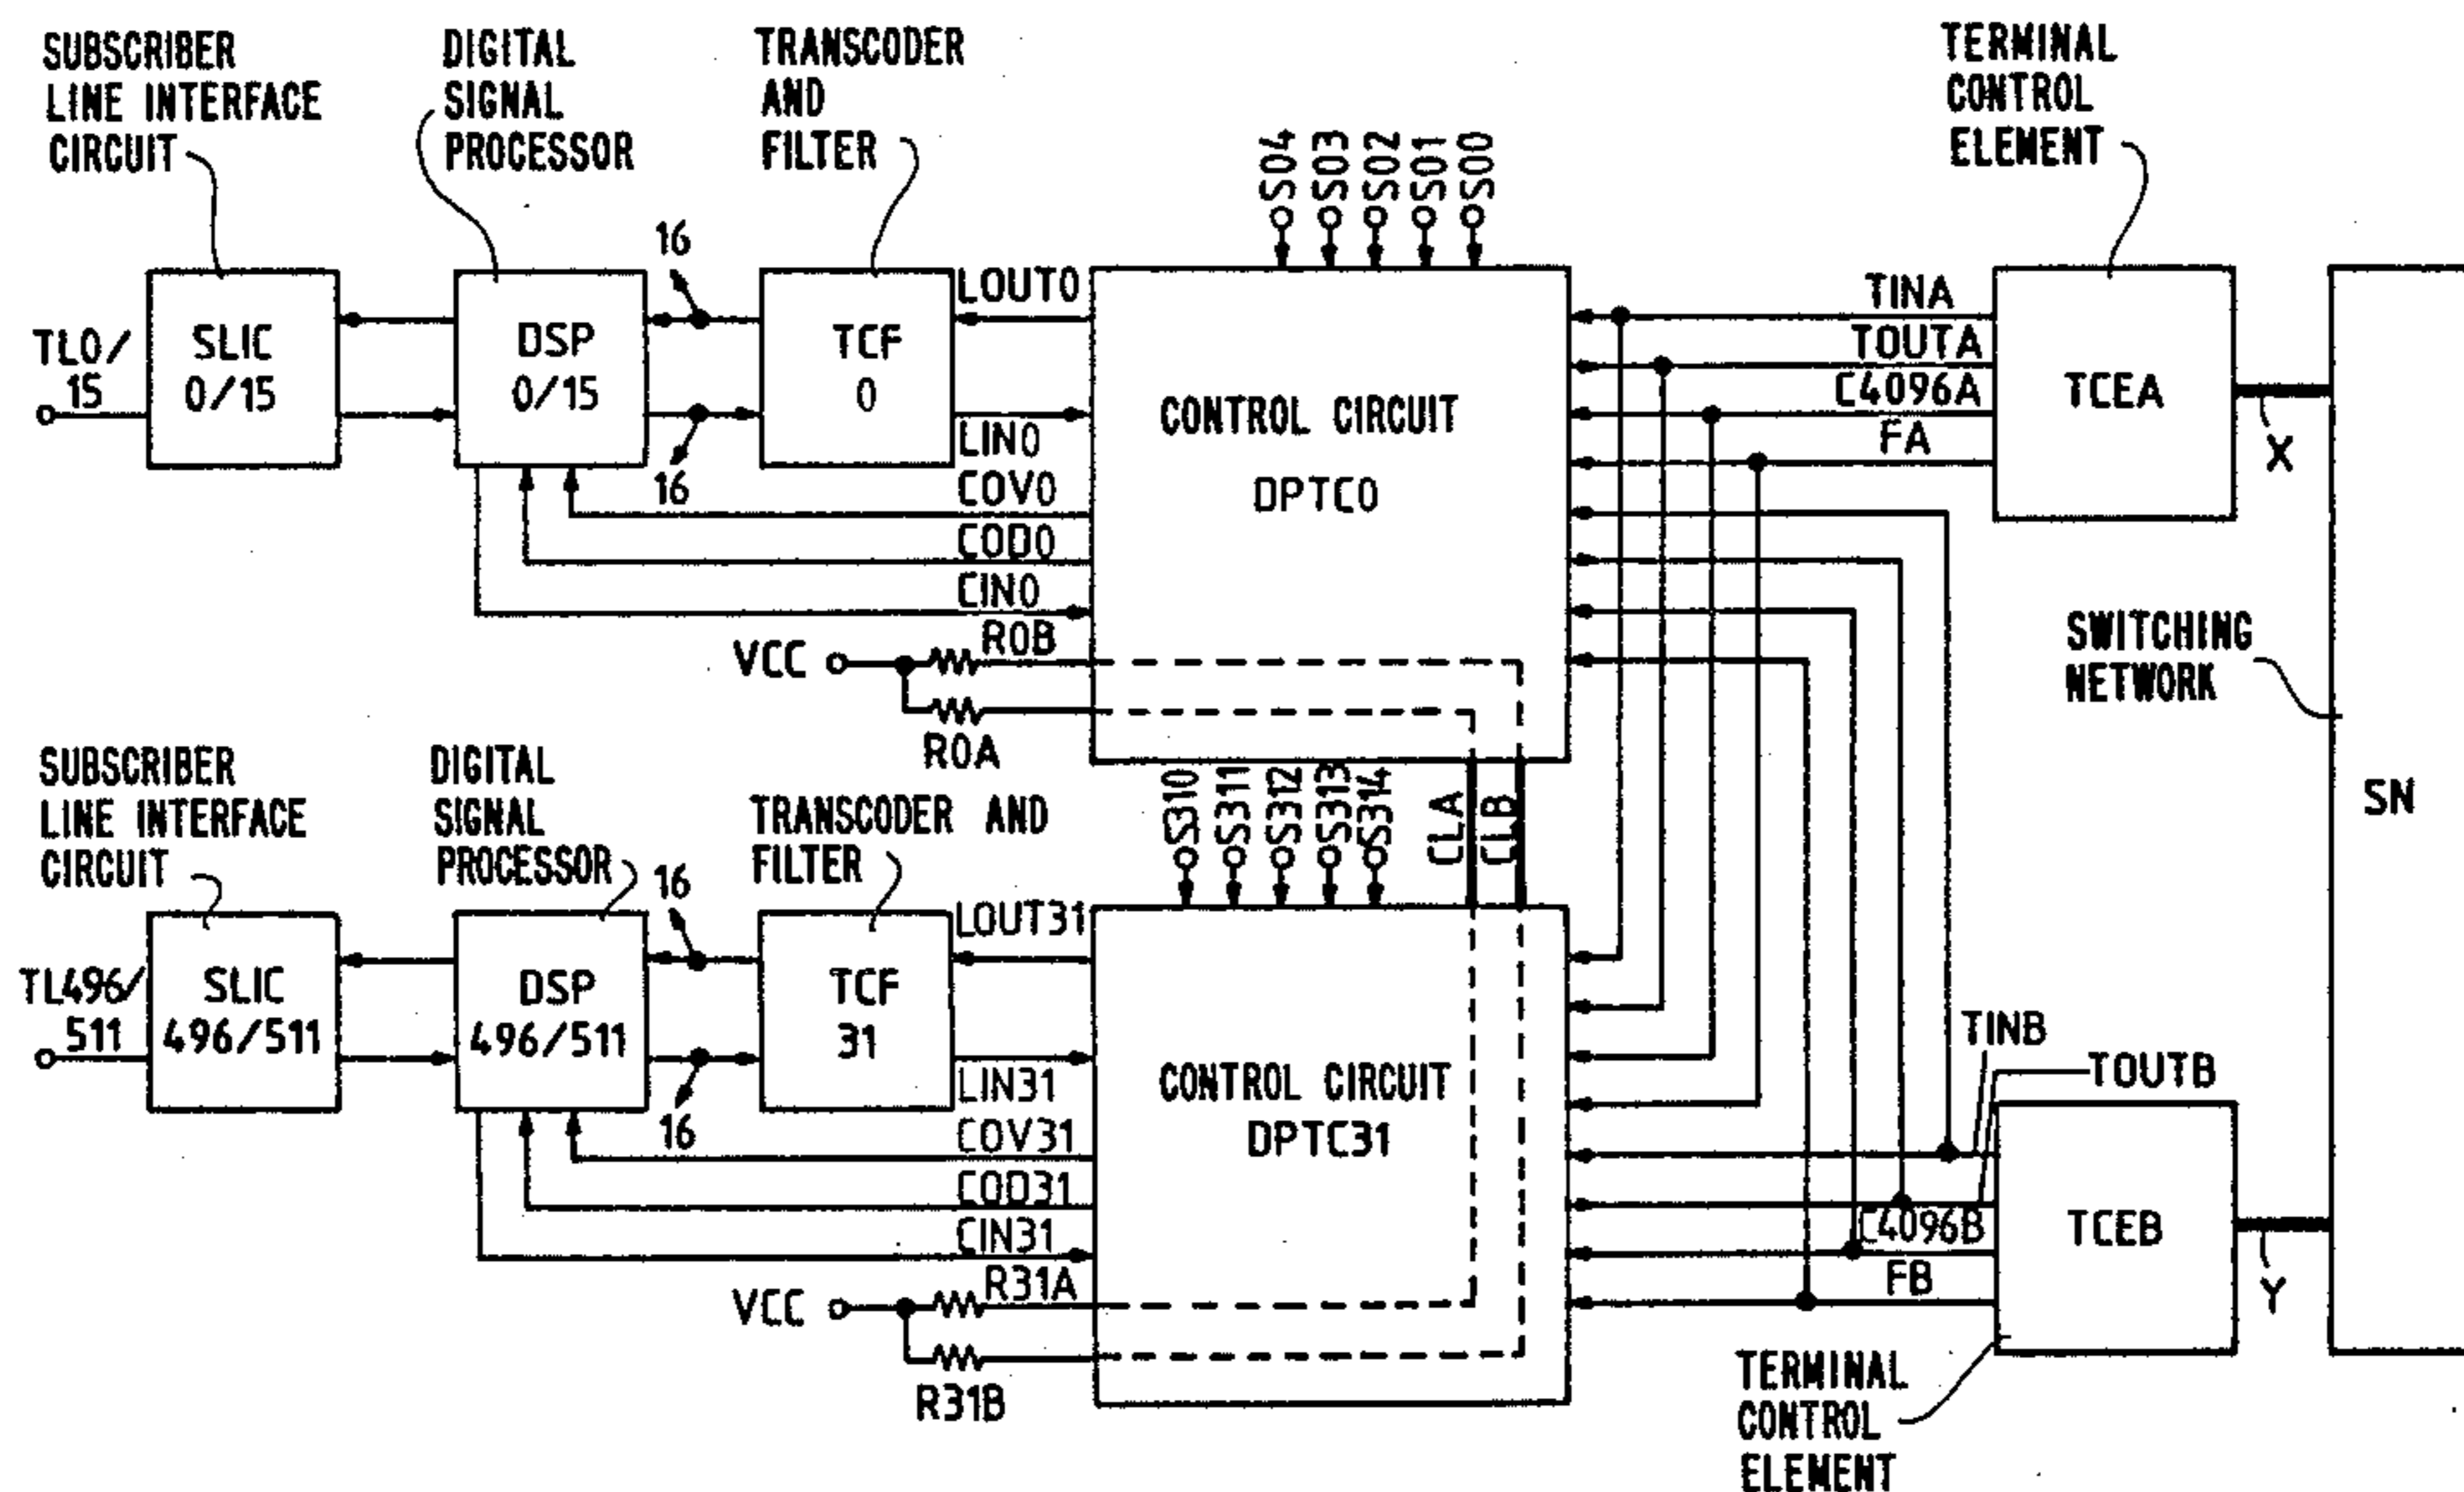 SUBSCRIBER
LINE INTERFACE
CIRCUIT
DIGITAL
SIGNAL
PROCESSOR
TRANSCODER
AND
FILTER
TERMINAL
CONTROL
ELEMENT
S04
S03
S02
S01
S00
TL0/
15
SLIC
0/15
DSP
0/15
16
16
TCF
0
LOUT0
LIN0
COV0
COD0
CIN0
CONTROL CIRCUIT
DPTC0
TINA
TOUTA
C4096A
FA
TCEA
X
VCC
R0B
R0A
SWITCHING
NETWORK
SN
SUBSCRIBER
LINE INTERFACE
CIRCUIT
DIGITAL
SIGNAL
PROCESSOR
TRANSCODER AND
FILTER
S310
S311
S312
S313
S314
CLA
CLB
TL496/
511
SLIC
496/511
DSP
496/511
16
16
TCF
31
LOUT31
LIN31
COV31
COD31
CIN31
CONTROL CIRCUIT
DPTC31
TINB
TOUTB
C4096B
FB
TCEB
Y
VCC
R31A
R31B
TERMINAL
CONTROL
ELEMENT